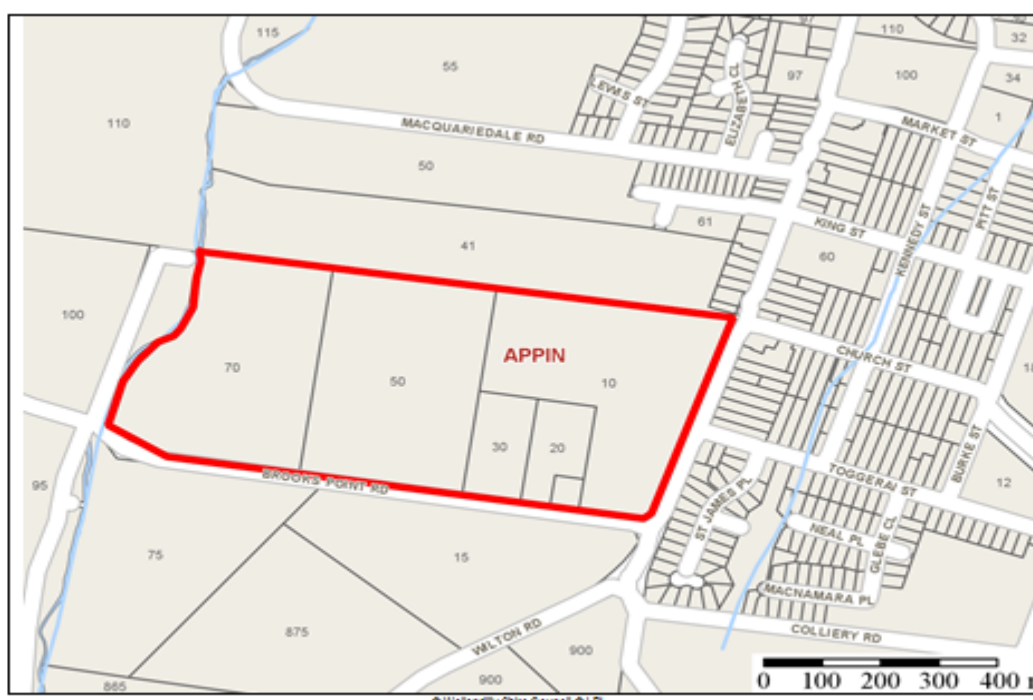 110
115
55
LEWIS ST
ELIZABETH CL
97
110
32
100
34
1
MACQUARIEDALE RD
MARKET ST
50
PITT ST
61
KING ST
KENNEDY ST
41
60
100
APPIN
CHURCH ST
70
50
10
30
20
BURKE ST
BROOKS POINT RD
TOGGERAI ST
12
95
ST JAMES PL
NEAL PL
GLEBE CL
75
15
MACNAMARA PL
875
WILTON RD
900
COLLIERY RD
865
900
0 100 200 300 400